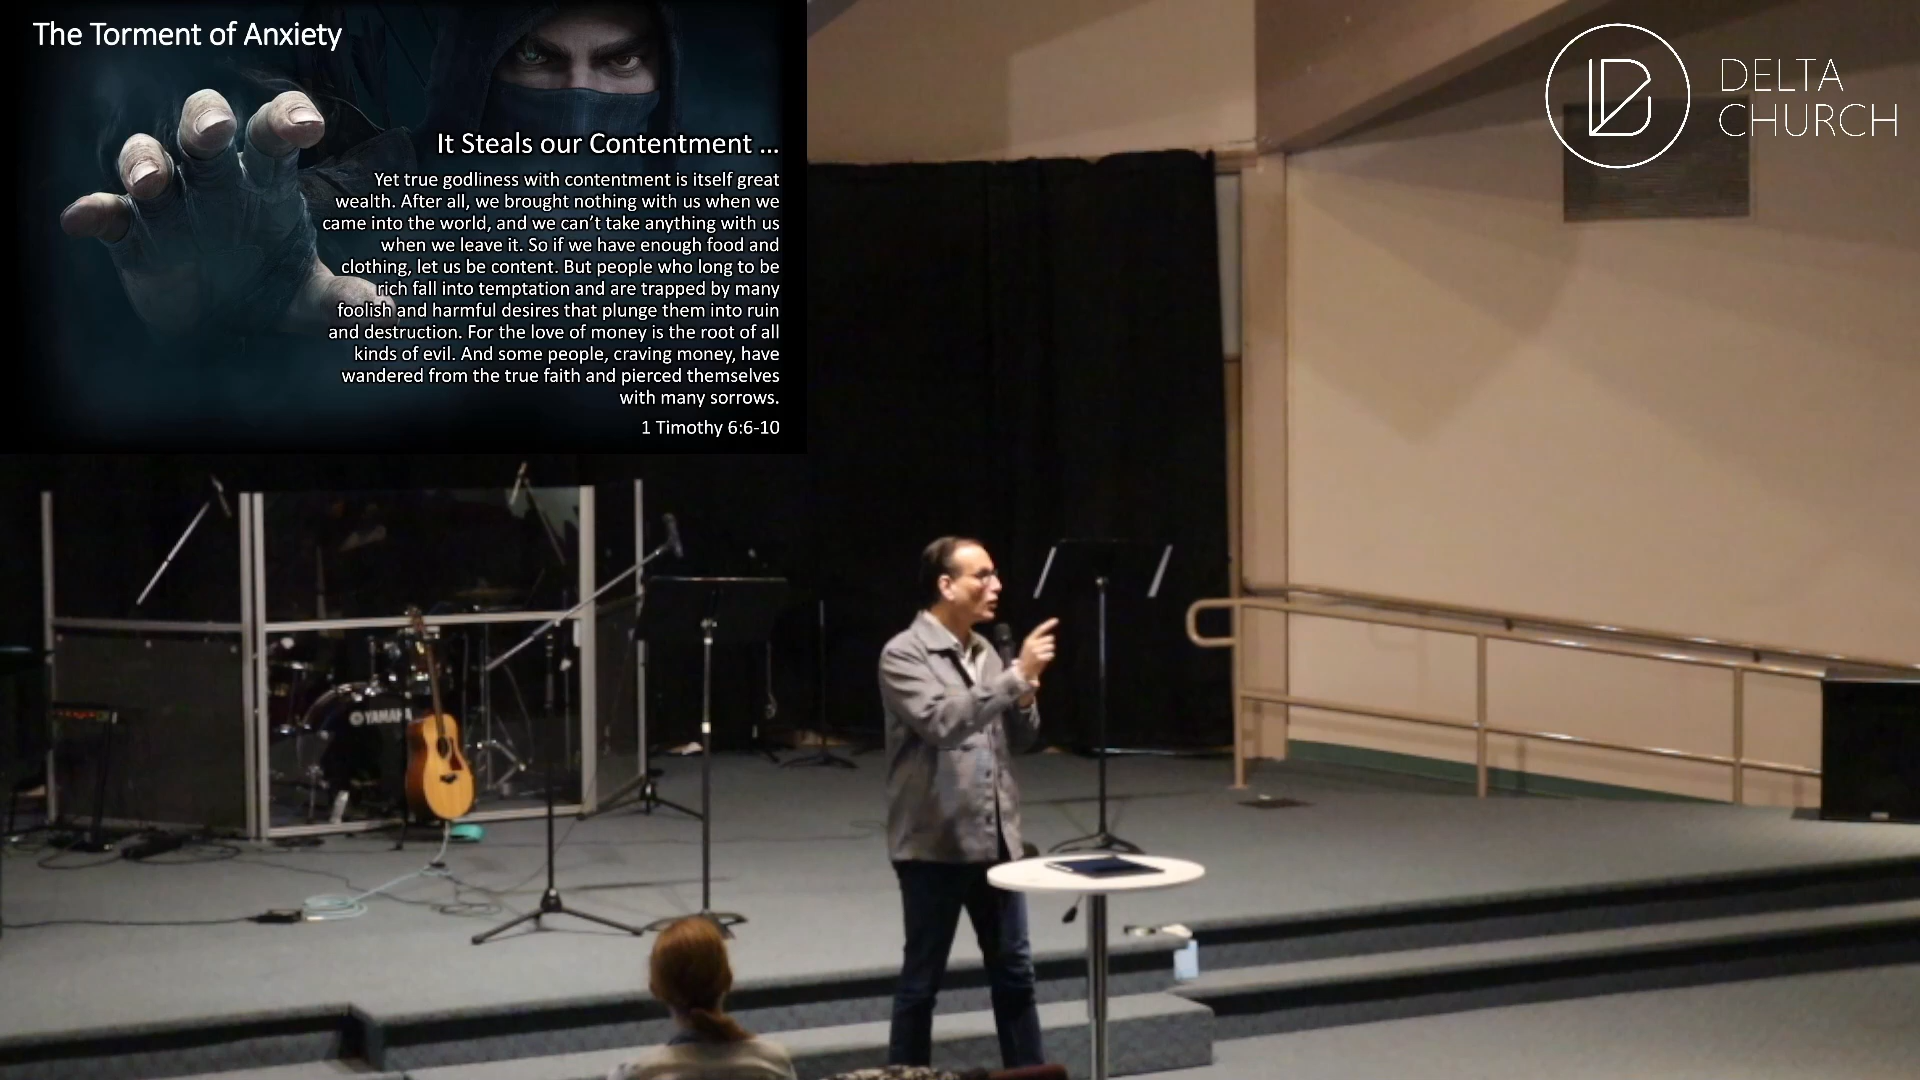 The Torment of Anxiety
It Steals our Contentment ...
Yet true godliness with contentment is itself great
wealth. After all, we brought nothing with us when we
came into the world, and we can’t take anything with us
when we leave it. So if we have enough food and
clothing, let us be content. But people who long to be
rich fall into temptation and are trapped by many
foolish and harmful desires that plunge them into ruin
and destruction. For the love of money is the root of all
kinds of evil. And some people, craving money, have
wandered from the true faith and pierced themselves
with many sorrows.
1 Timothy 6:6-10
DELTA
CHURCH
YAMAHA